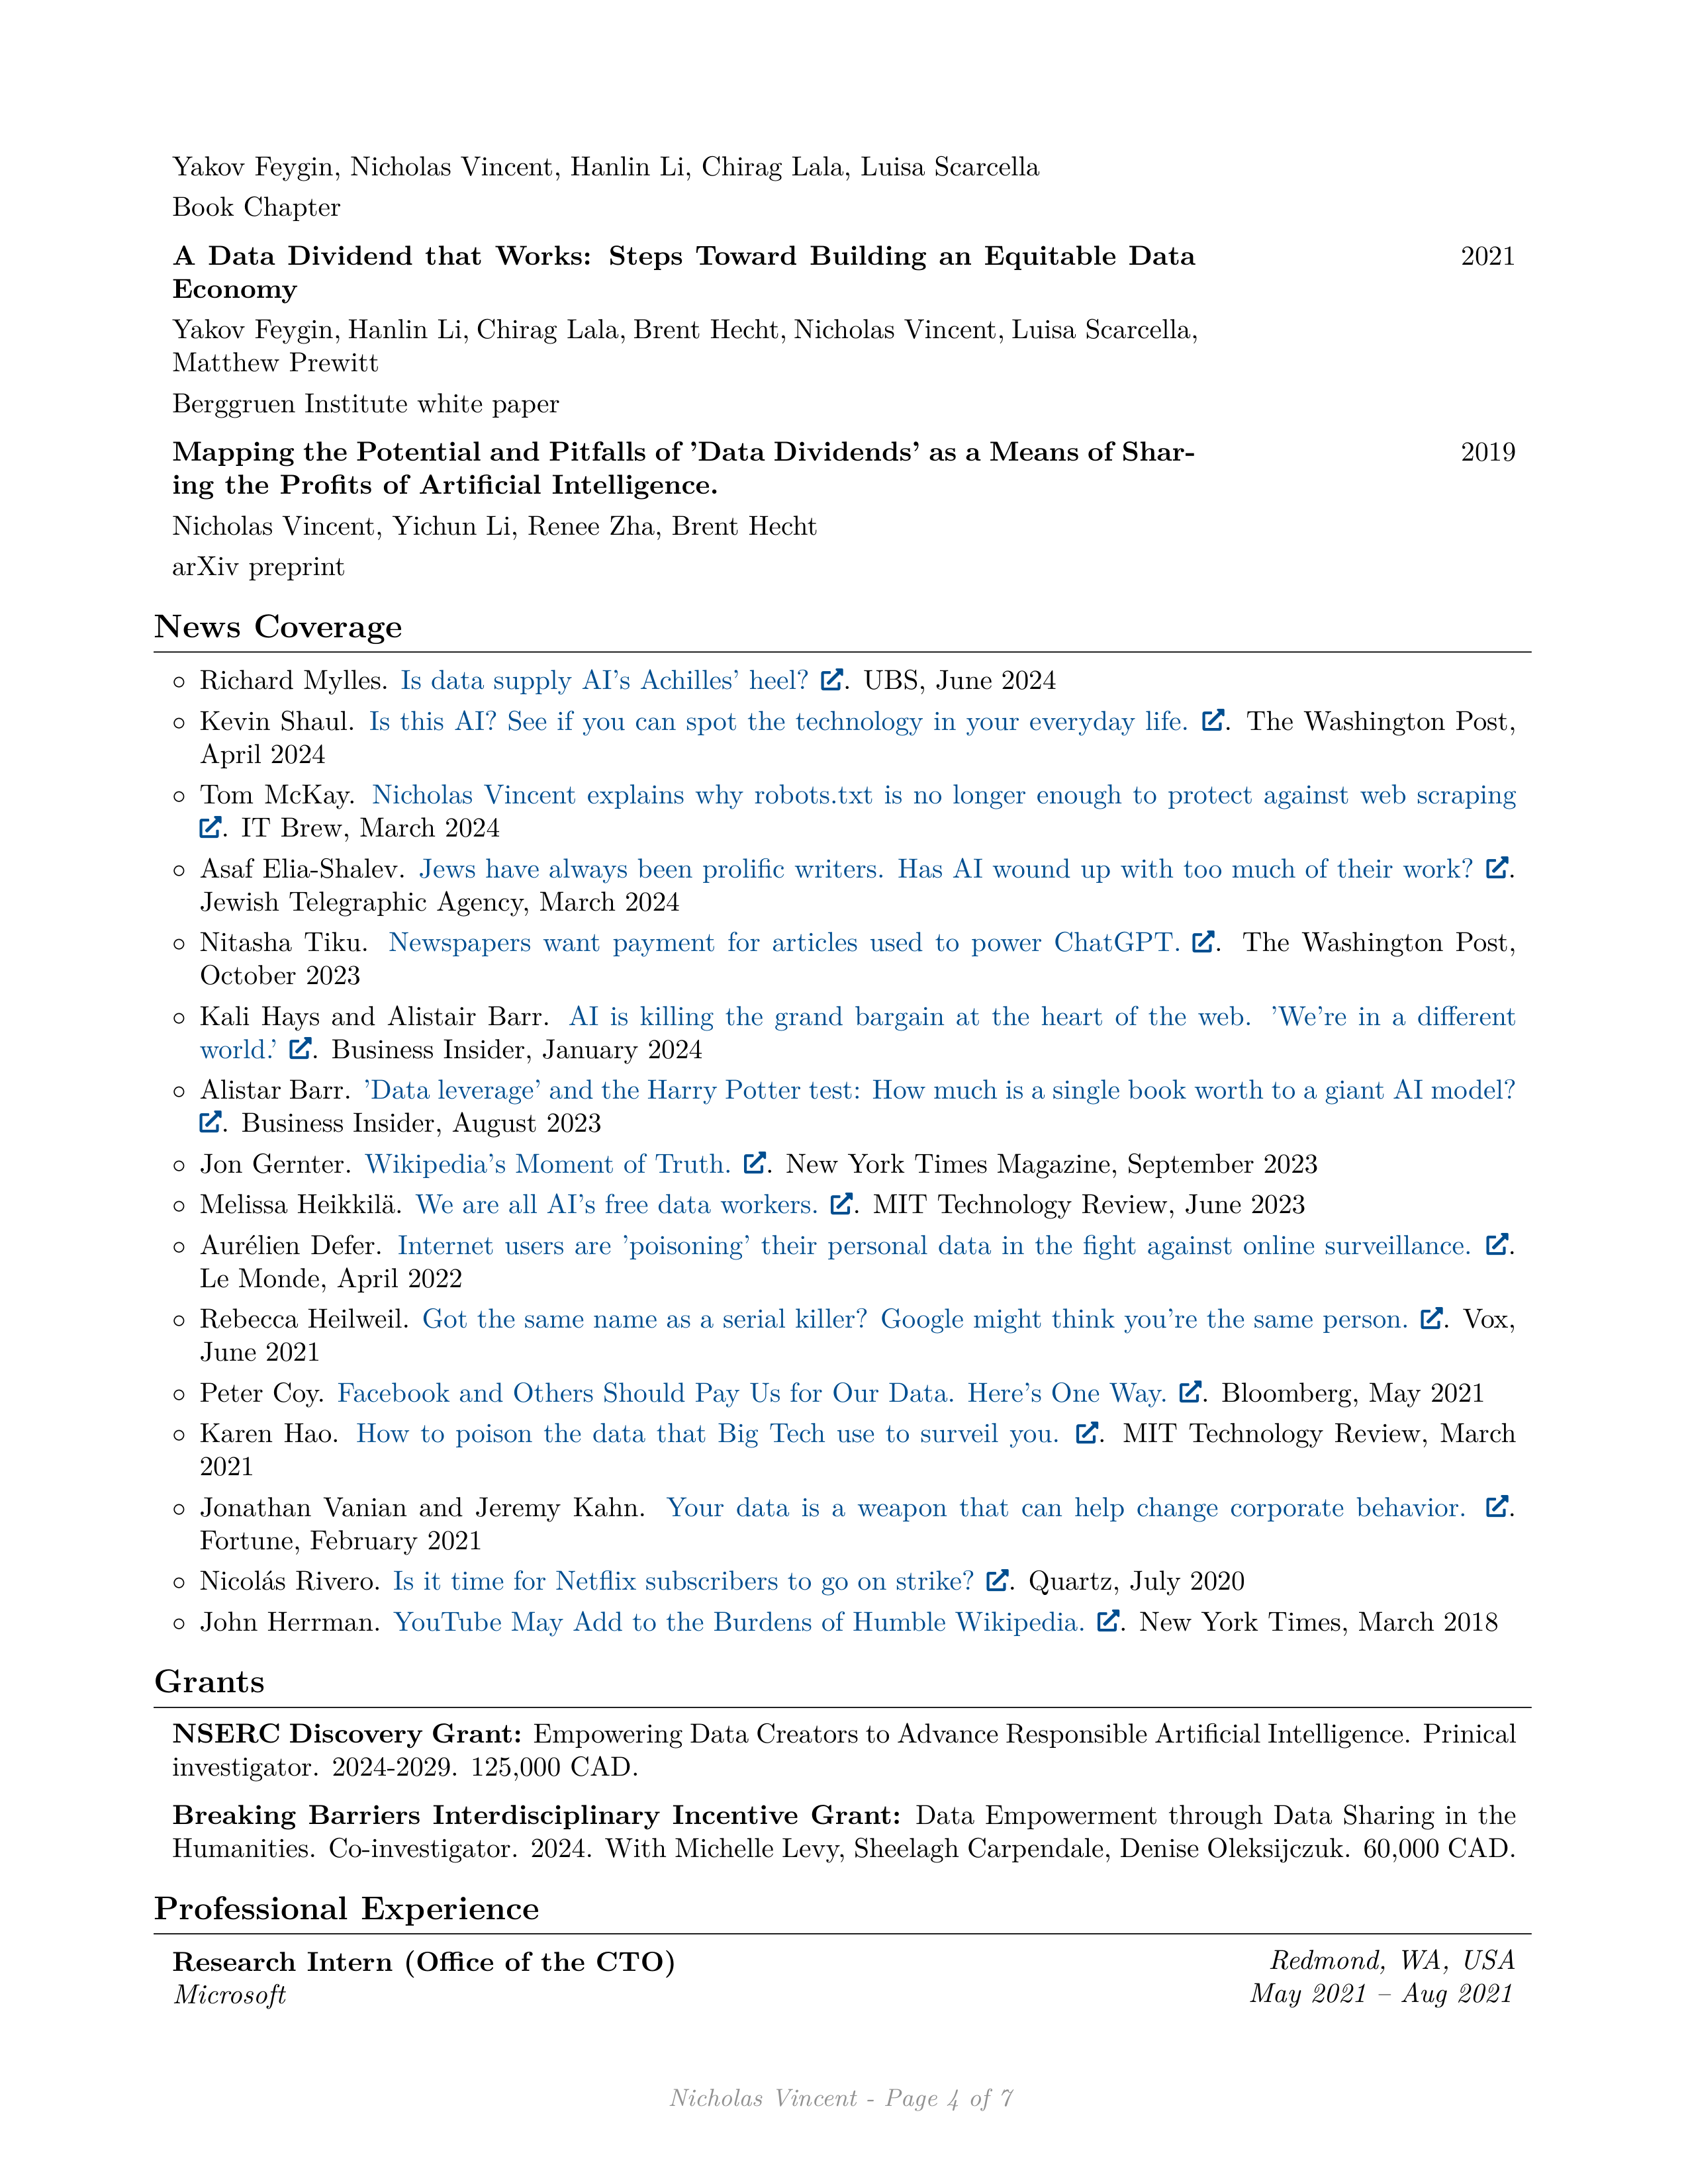 Yakov Feygin, Nicholas Vincent, Hanlin Li, Chirag Lala, Luisa Scarcella
Book Chapter
A Data Dividend that Works: Steps Toward Building an Equitable Data 2021
Economy
Yakov Feygin, Hanlin Li, Chirag Lala, Brent Hecht, Nicholas Vincent, Luisa Scarcella,
Matthew Prewitt
Berggruen Institute white paper
Mapping the Potential and Pitfalls of 'Data Dividends' as a Means of Shar- 2019
ing the Profits of Artificial Intelligence.
Nicholas Vincent, Yichun Li, Renee Zha, Brent Hecht
arXiv preprint
News Coverage
◦ Richard Mylles. Is data supply AI's Achilles' heel? . UBS, June 2024
◦ Kevin Shaul. Is this AI? See if you can spot the technology in your everyday life. . The Washington Post,
April 2024
◦ Tom McKay. Nicholas Vincent explains why robots.txt is no longer enough to protect against web scraping
. IT Brew, March 2024
◦ Asaf Elia-Shalev. Jews have always been prolific writers. Has AI wound up with too much of their work? .
Jewish Telegraphic Agency, March 2024
◦ Nitasha Tiku. Newspapers want payment for articles used to power ChatGPT. . The Washington Post,
October 2023
◦ Kali Hays and Alistair Barr. AI is killing the grand bargain at the heart of the web. 'We're in a different
world.' . Business Insider, January 2024
◦ Alistar Barr. 'Data leverage' and the Harry Potter test: How much is a single book worth to a giant AI model?
. Business Insider, August 2023
◦ Jon Gernter. Wikipedia's Moment of Truth. . New York Times Magazine, September 2023
◦ Melissa Heikkilä. We are all AI's free data workers. . MIT Technology Review, June 2023
◦ Aurélien Defer. Internet users are 'poisoning' their personal data in the fight against online surveillance. .
Le Monde, April 2022
◦ Rebecca Heilweil. Got the same name as a serial killer? Google might think you're the same person. . Vox,
June 2021
◦ Peter Coy. Facebook and Others Should Pay Us for Our Data. Here's One Way. . Bloomberg, May 2021
◦ Karen Hao. How to poison the data that Big Tech use to surveil you. . MIT Technology Review, March
2021
◦ Jonathan Vanian and Jeremy Kahn. Your data is a weapon that can help change corporate behavior. .
Fortune, February 2021
◦ Nicolás Rivero. Is it time for Netflix subscribers to go on strike? . Quartz, July 2020
◦ John Herrman. YouTube May Add to the Burdens of Humble Wikipedia. . New York Times, March 2018
Grants
NSERC Discovery Grant: Empowering Data Creators to Advance Responsible Artificial Intelligence. Prinical
investigator. 2024-2029. 125,000 CAD.
Breaking Barriers Interdisciplinary Incentive Grant: Data Empowerment through Data Sharing in the
Humanities. Co-investigator. 2024. With Michelle Levy, Sheelagh Carpendale, Denise Oleksijczuk. 60,000 CAD.
Professional Experience
Research Intern (Office of the CTO) Redmond, WA, USA
Microsoft May 2021 – Aug 2021
Nicholas Vincent - Page 4 of 7